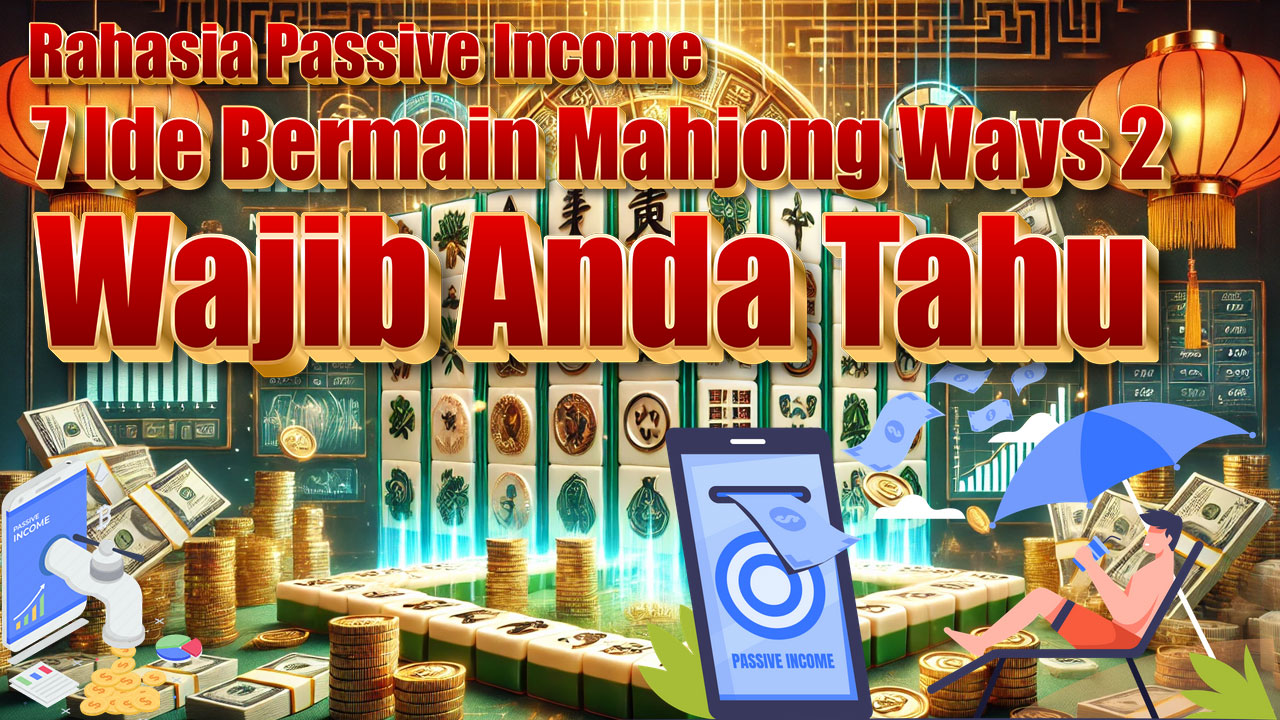 Rahasia Passive Income
7 Ide Bermain Mahjong Ways 2
Wajib Anda Tahu
PASSIVE
INCOME
PASSIVE INCOME